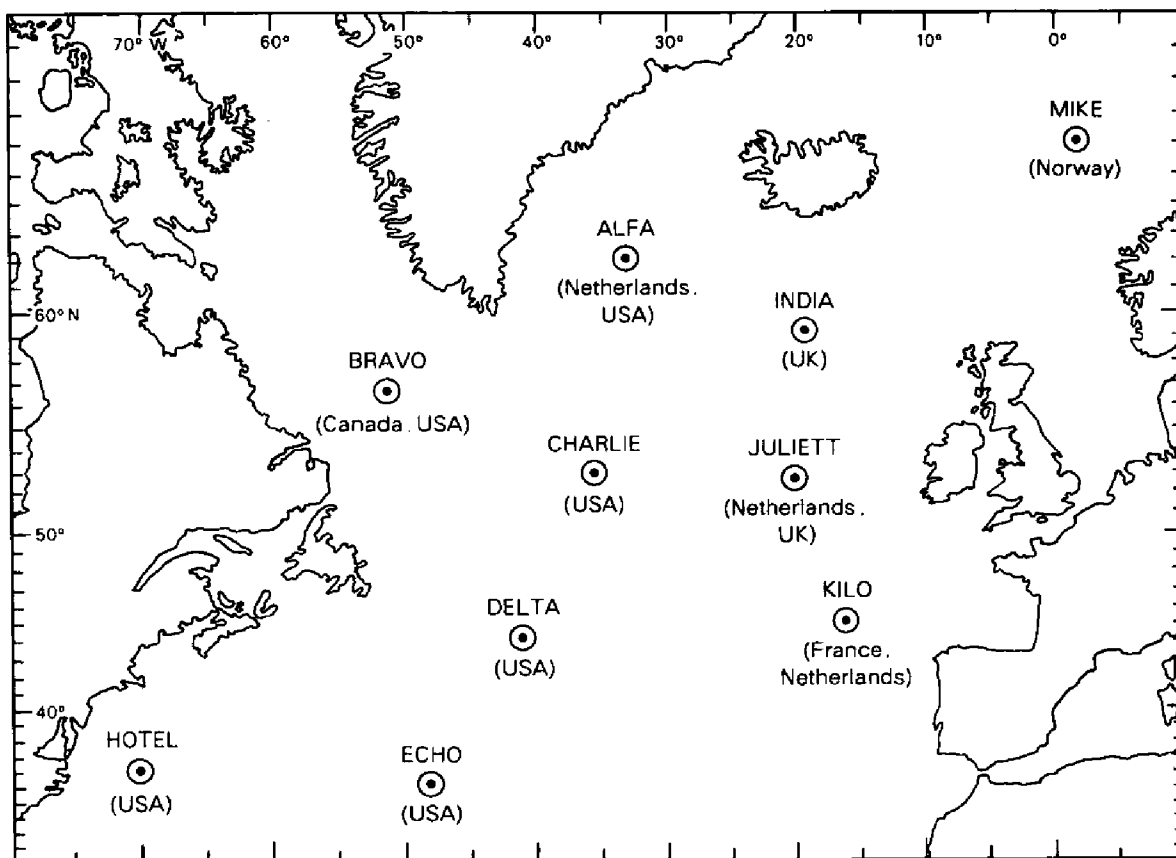 70° W 60° 50° 40° 30° 20° 10° 0°
MIKE
(Norway)
ALFA
(Netherlands,
USA)
INDIA
(UK)
60° N
BRAVO
(Canada, USA)
CHARLIE
(USA)
JULIETT
(Netherlands,
UK)
50°
KILO
(France,
Netherlands)
DELTA
(USA)
40°
HOTEL
(USA)
ECHO
(USA)